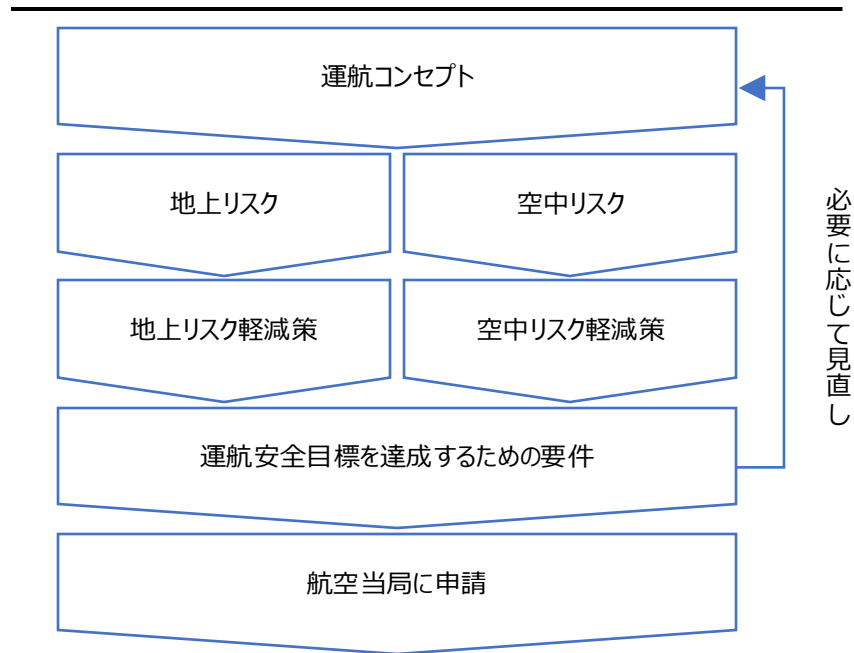 運航コンセプト
地上リスク
空中リスク
地上リスク軽減策
空中リスク軽減策
運航安全目標を達成するための要件
航空当局に申請
必要に応じて見直し